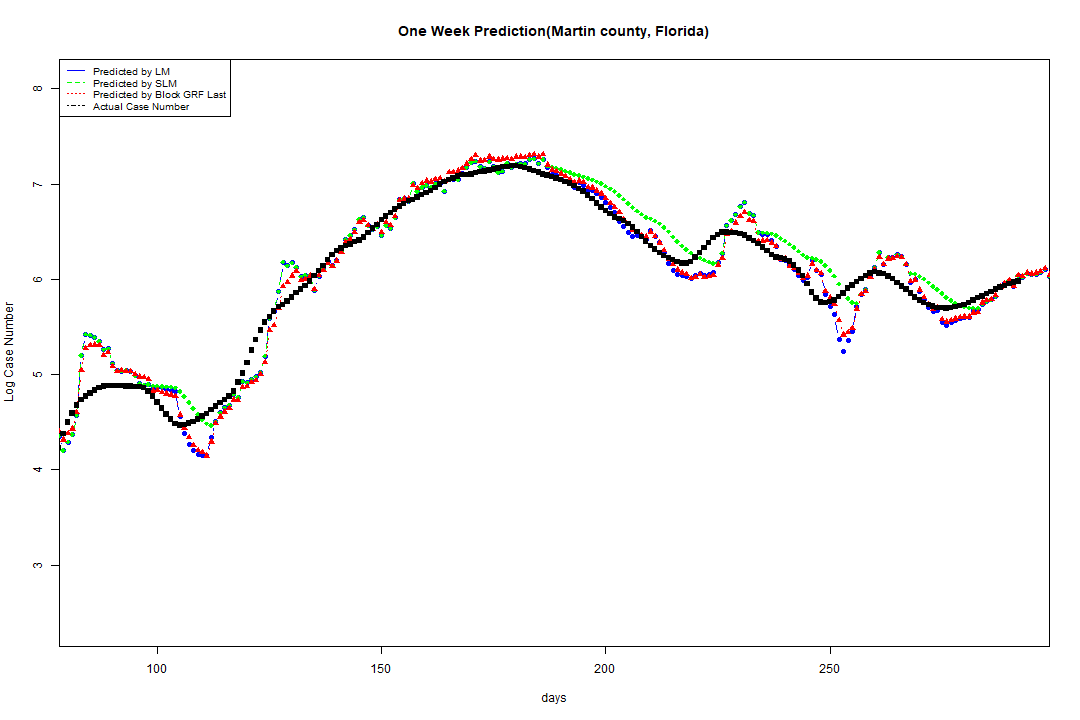 One Week Prediction(Martin county, Florida)
Predicted by LM
Predicted by SLM
Predicted by Block GRF Last
Actual Case Number
Log Case Number
8
7
6
5
4
3
100 150 200 250
days